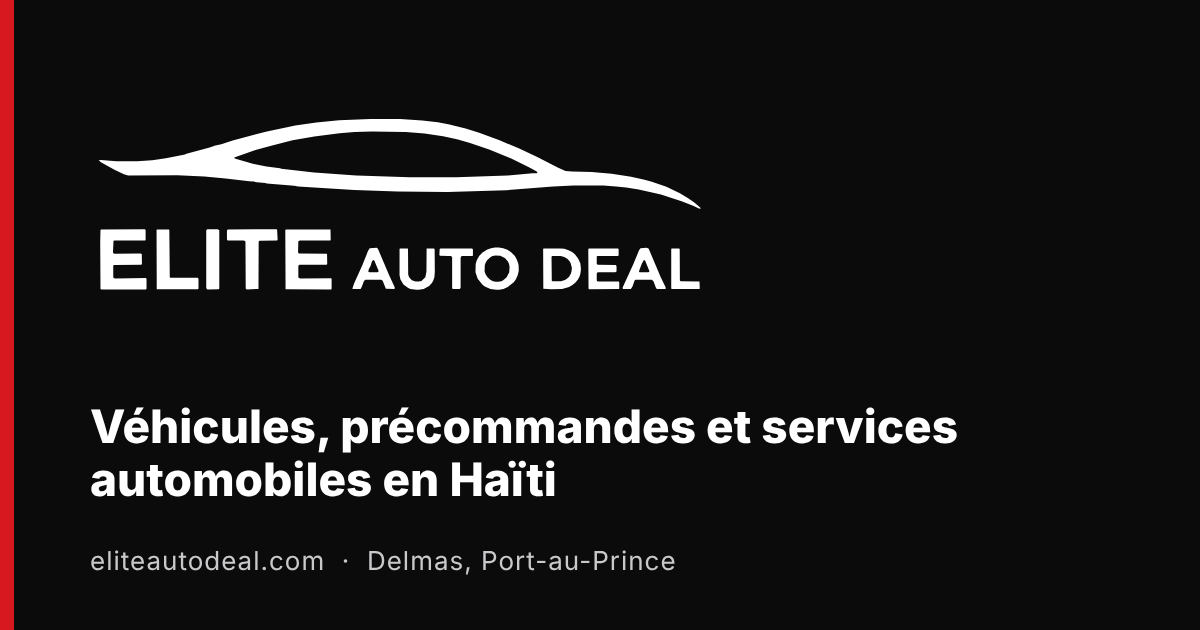 ELITE AUTO DEAL
Véhicules, précommandes et services
automobiles en Haïti
eliteautodeal.com · Delmas, Port-au-Prince